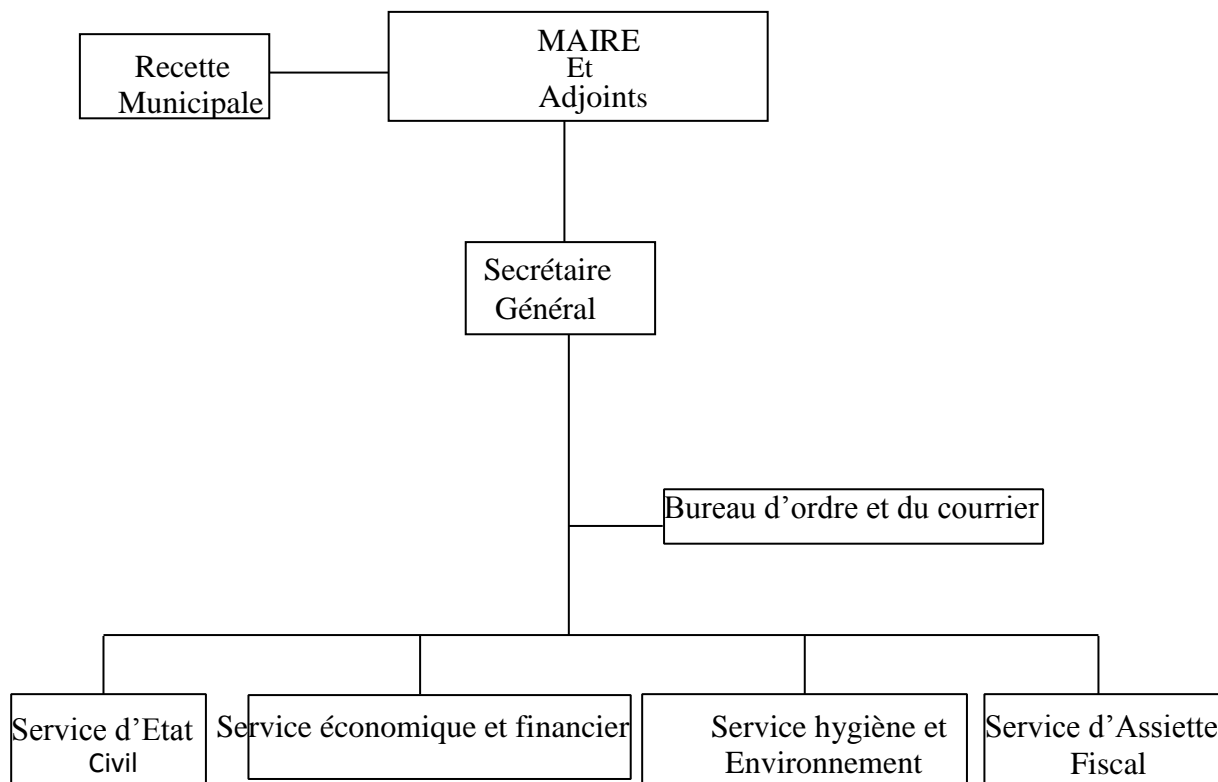 MAIRE
Et
Adjoints
Recette
Municipale
Secrétaire
Général
Bureau d’ordre et du courrier
Service d’Etat
Civil
Service économique et financier
Service hygiène et
Environnement
Service d’Assiette
Fiscal